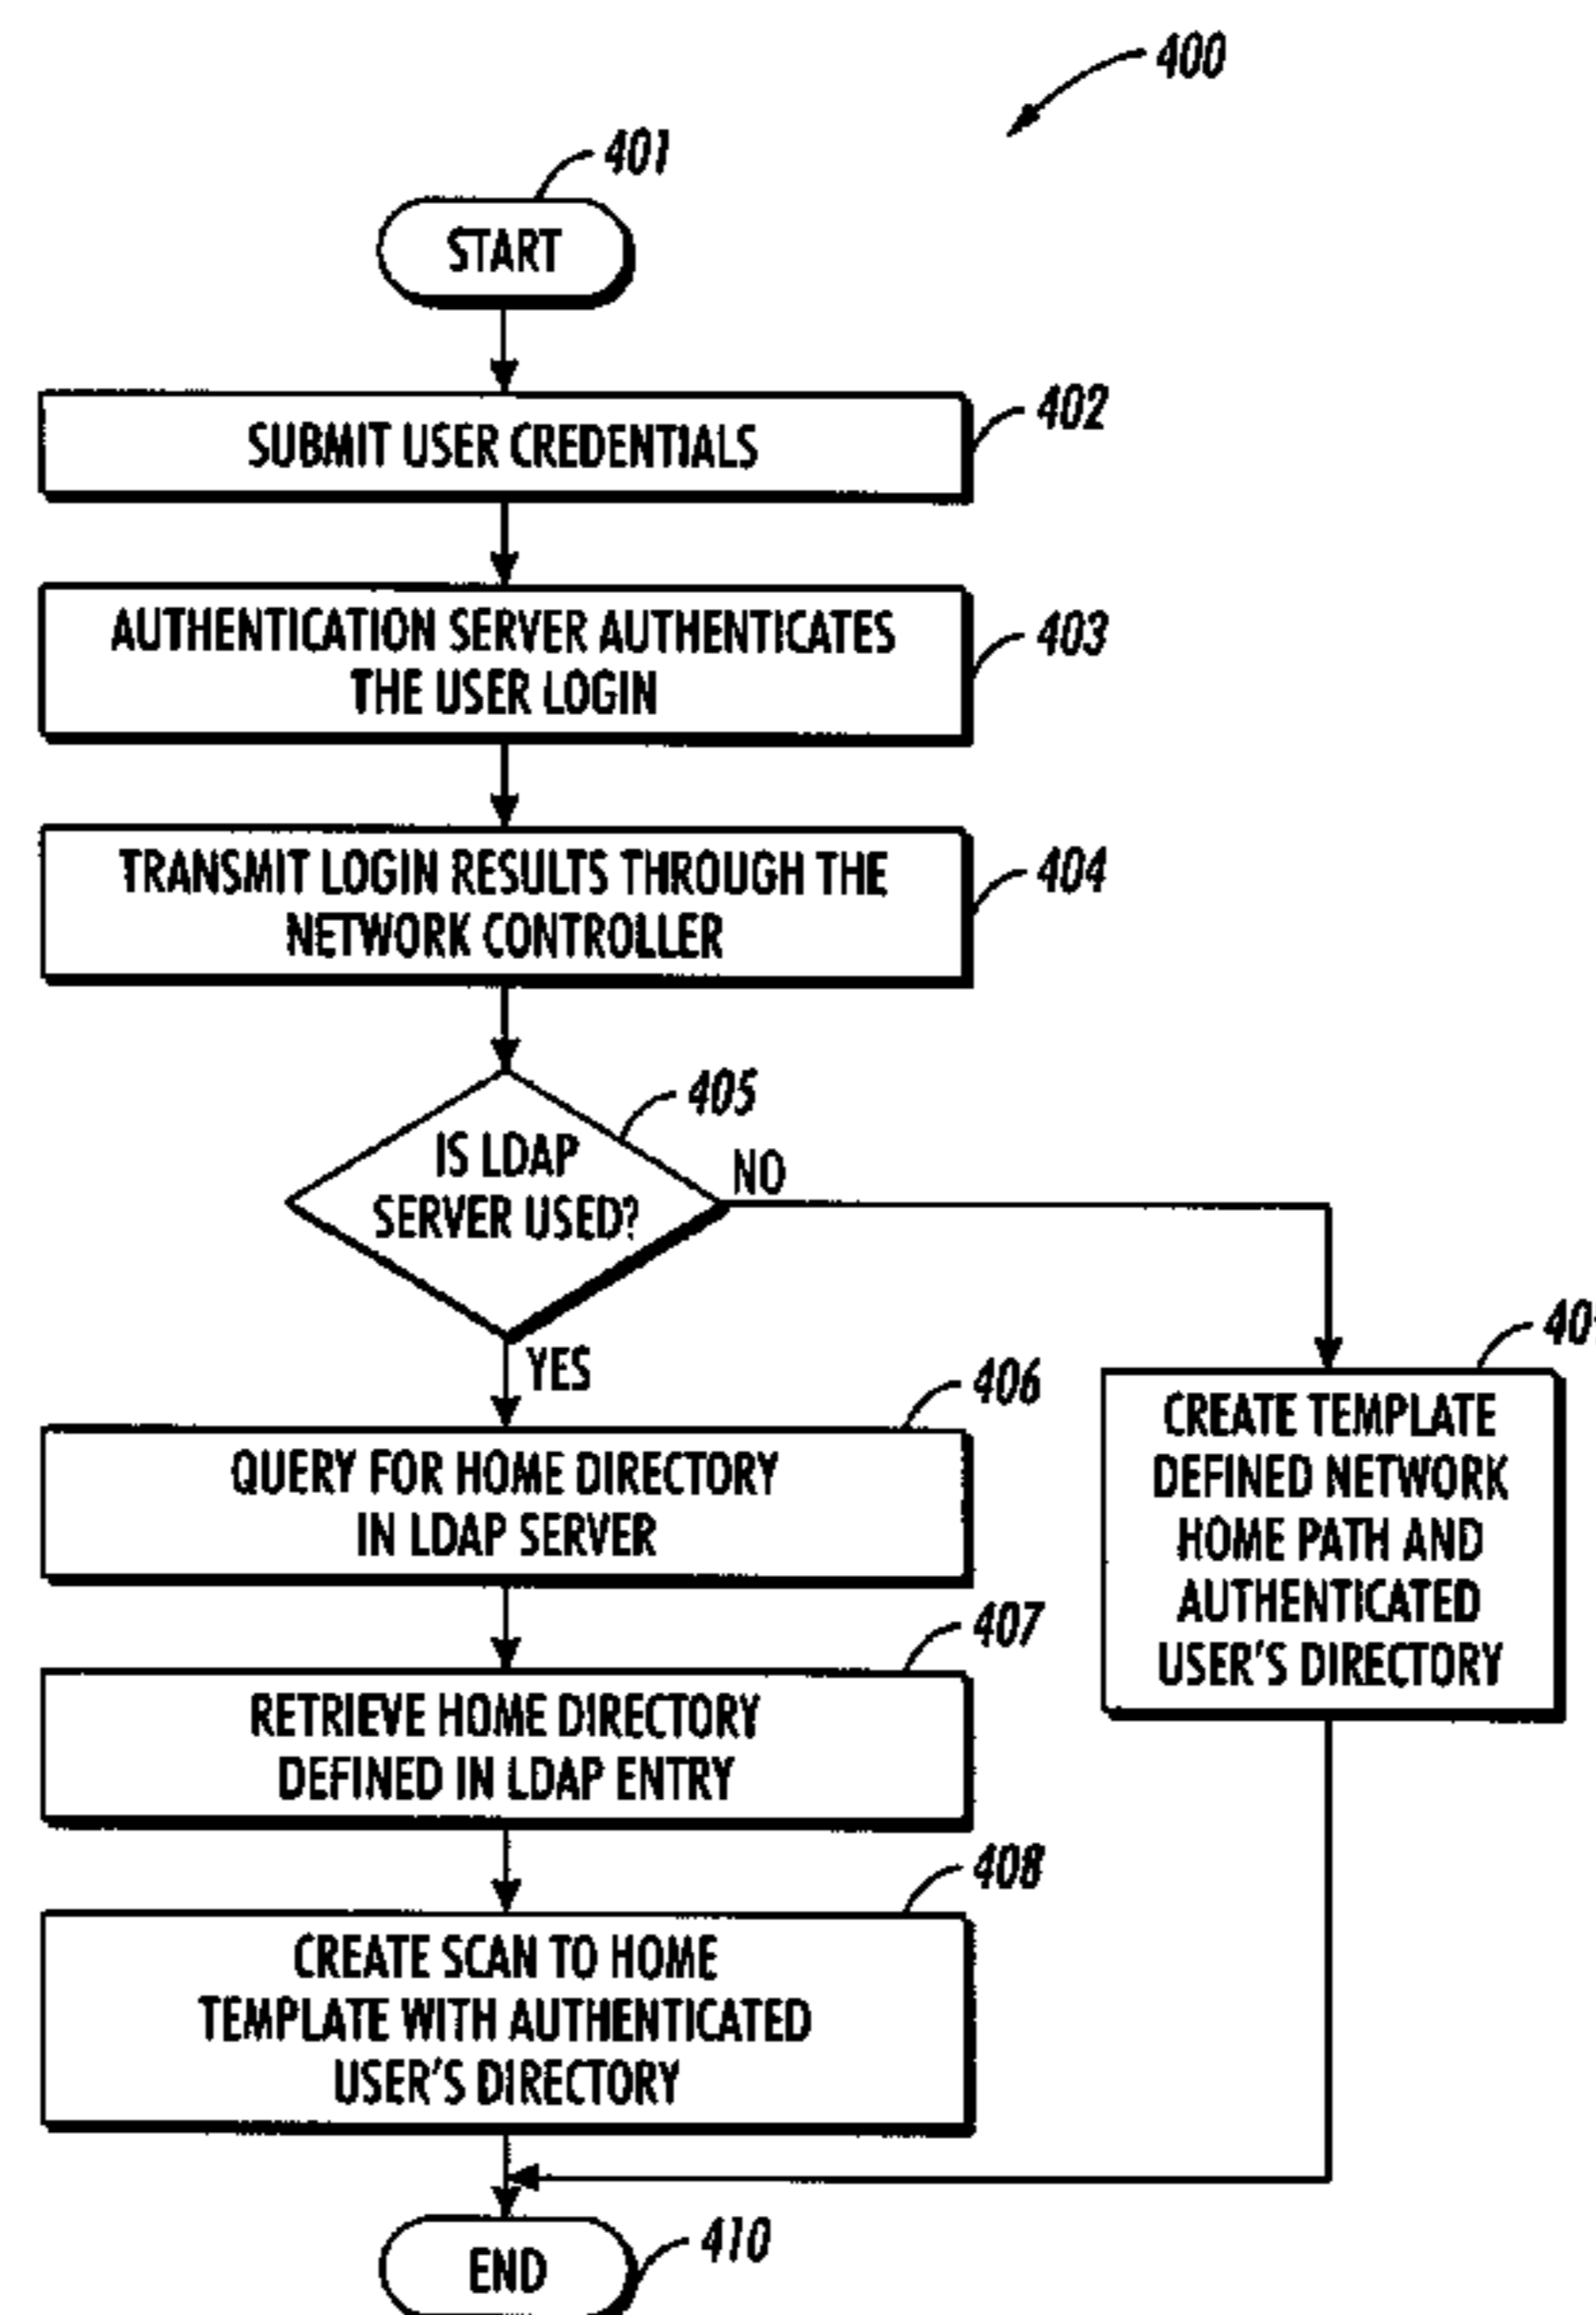 400
401
START
402
SUBMIT USER CREDENTIALS
403
AUTHENTICATION SERVER AUTHENTICATES
THE USER LOGIN
404
TRANSMIT LOGIN RESULTS THROUGH THE
NETWORK CONTROLLER
405
IS LDAP
SERVER USED?
NO
YES
406
QUERY FOR HOME DIRECTORY
IN LDAP SERVER
CREATE TEMPLATE
DEFINED NETWORK
HOME PATH AND
AUTHENTICATED
USER'S DIRECTORY
407
RETRIEVE HOME DIRECTORY
DEFINED IN LDAP ENTRY
408
CREATE SCAN TO HOME
TEMPLATE WITH AUTHENTICATED
USER'S DIRECTORY
410
END